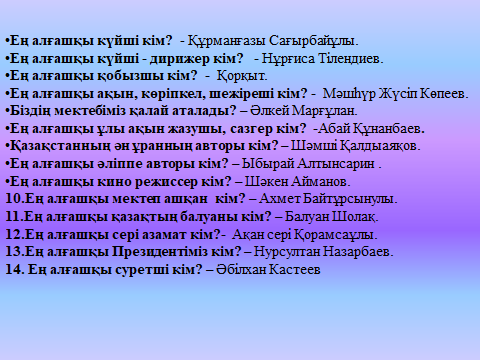 •Ең алғашқы күйші кім?  - Құрманғазы Сағырбайұлы.
•Ең алғашқы күйші - дирижер кім?   - Нұрғиса Тілендиев.
•Ең алғашқы қобызшы кім?  -  Қорқыт.
•Ең алғашқы ақын, көріпкел, шежіреші кім? -  Мәшһүр Жүсіп Көпеев.
•Біздің мектебіміз қалай аталады? – Әлкей Марғұлан.
•Ең алғашқы ұлы ақын жазушы, сазгер кім?  -Абай Құнанбаев.
•Қазақстанның ән ұранның авторы кім? – Шәмші Қалдыаяқов.
•Ең алғашқы әліппе авторы кім? – Ыбырай Алтынсарин .
•Ең алғашқы кино режиссер кім? – Шәкен Айманов.
10.Ең алғашқы мектеп ашқан  кім? – Ахмет Байтұрсынұлы.
11.Ең алғашқы қазақтың балуаны кім? – Балуан Шолақ.
12.Ең алғашқы сері азамат кім?-  Ақан сері Қорамсаұлы.
13.Ең алғашқы Президентіміз кім? – Нурсултан Назарбаев.
14. Ең алғашқы суретші кім? – Әбілхан Кастеев